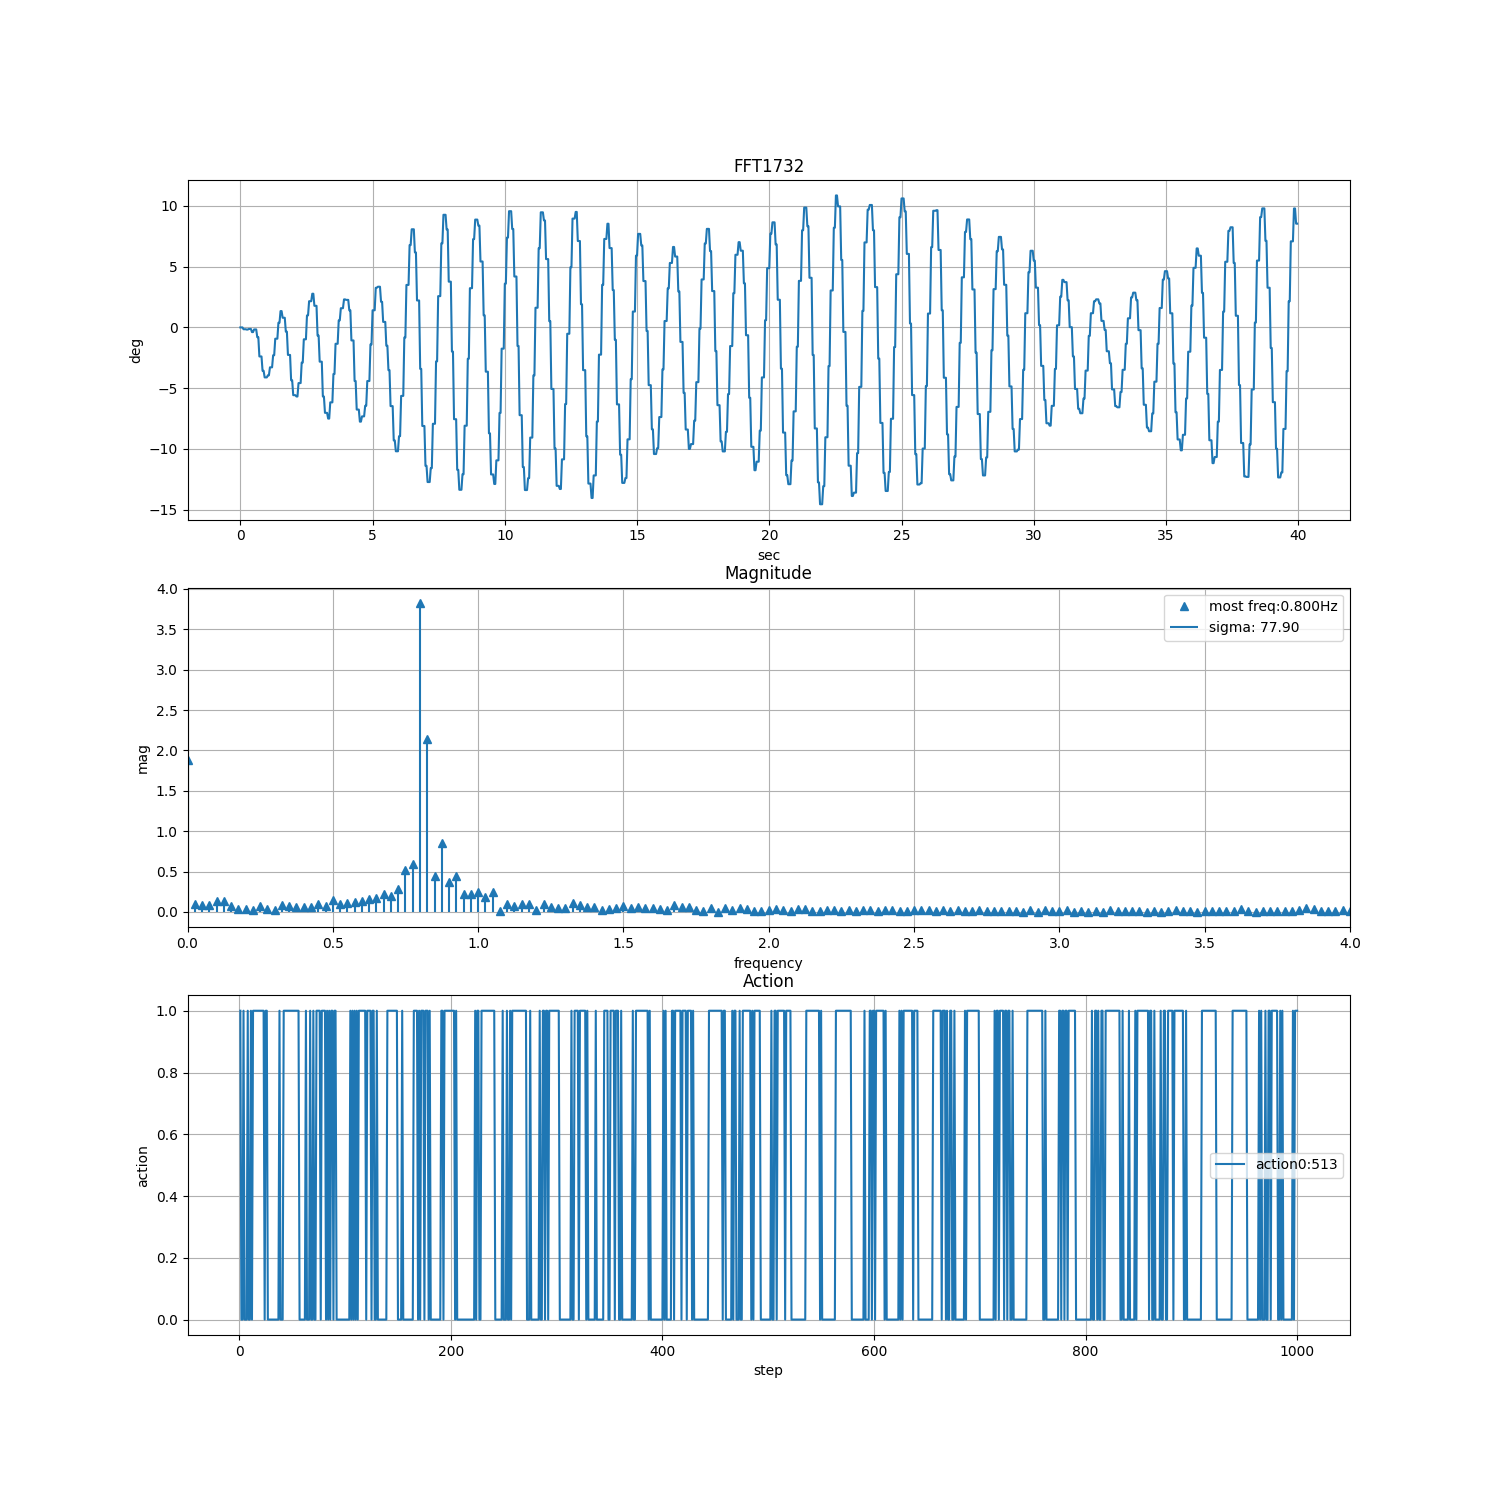 FFT1732
10
5
0
−5
−10
−15
deg
0 5 10 15 20 25 30 35 40
sec
Magnitude
4.0
3.5
3.0
2.5
2.0
1.5
1.0
0.5
0.0
mag
most freq:0.800Hz
sigma: 77.90
0.0 0.5 1.0 1.5 2.0 2.5 3.0 3.5 4.0
frequency
Action
1.0
0.8
0.6
0.4
0.2
0.0
action
action0:513
0 200 400 600 800 1000
step